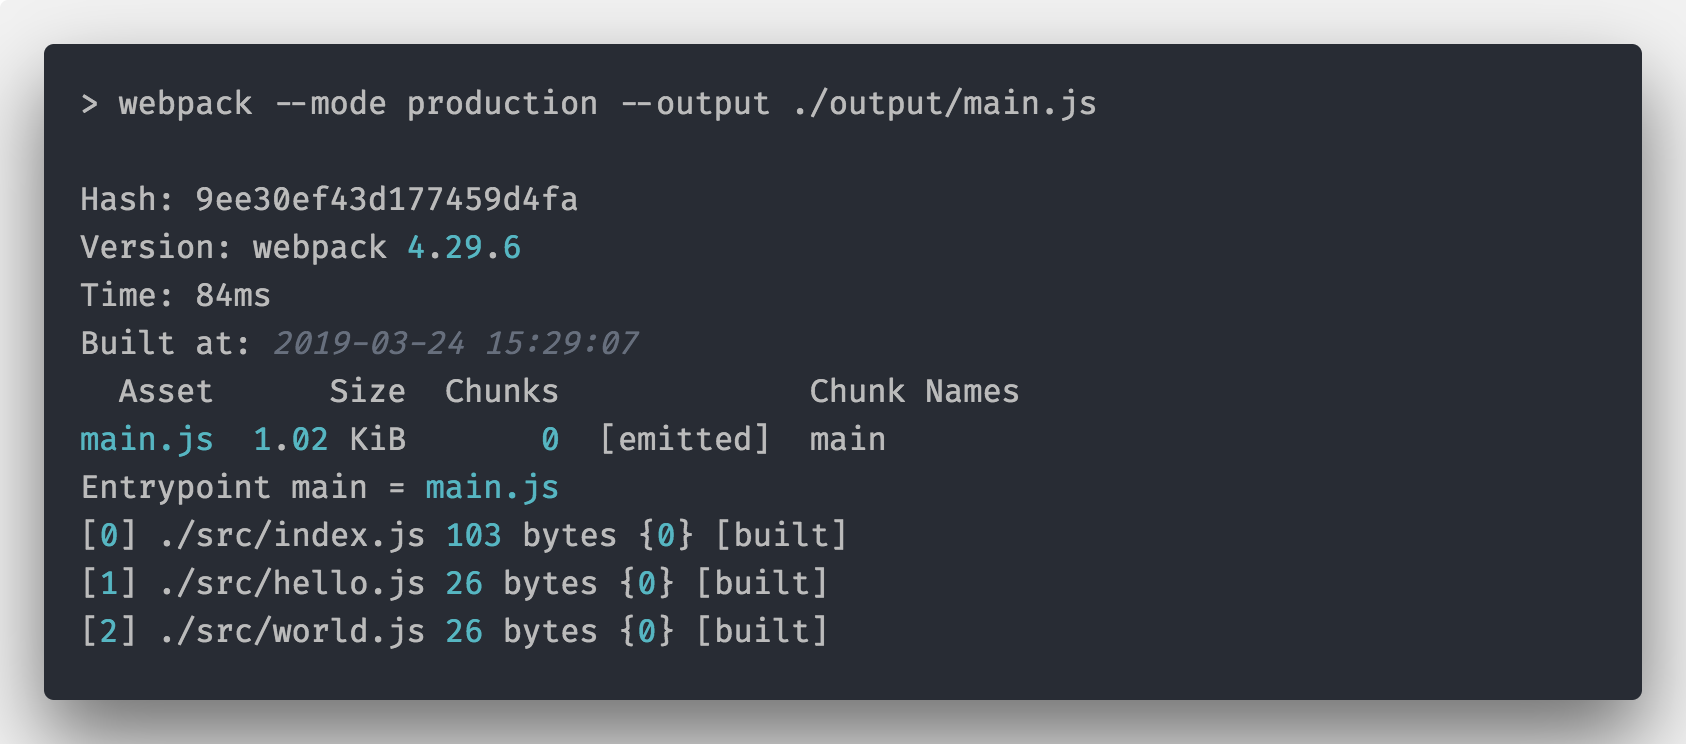 > webpack --mode production --output ./output/main.js

Hash: 9ee30ef43d177459d4fa
Version: webpack 4.29.6
Time: 84ms
Built at: 2019-03-24 15:29:07
  Asset      Size  Chunks             Chunk Names
main.js  1.02 KiB       0  [emitted]  main
Entrypoint main = main.js
[0] ./src/index.js 103 bytes {0} [built]
[1] ./src/hello.js 26 bytes {0} [built]
[2] ./src/world.js 26 bytes {0} [built]